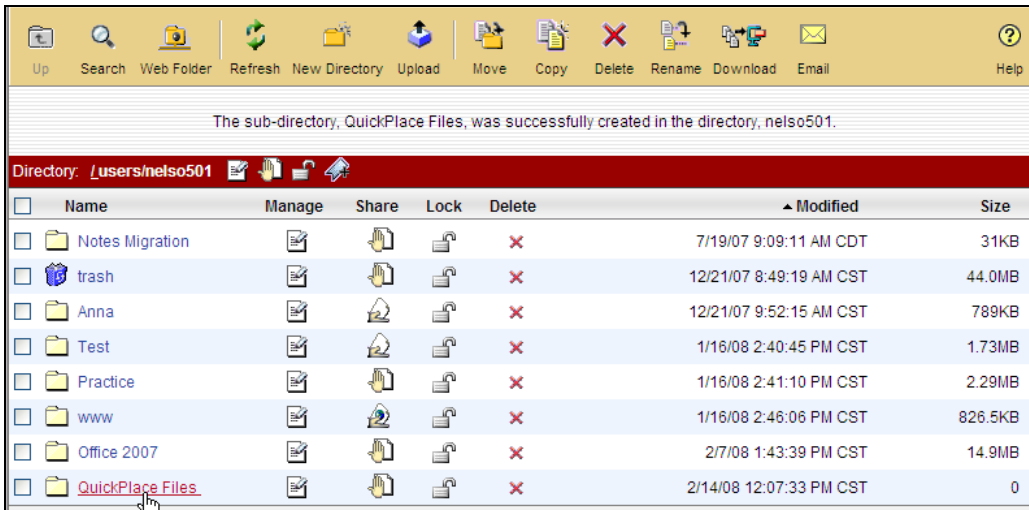 Up Search Web Folder Refresh New Directory Upload Move Copy Delete Rename Download Email Help
The sub-directory, QuickPlace Files, was successfully created in the directory, nelso501.
Directory: / users/nelso501
Name Manage Share Lock Delete Modified Size
Notes Migration 7/19/07 9:09:11 AM CDT 31KB
trash 12/21/07 8:49:19 AM CST 44.0MB
Anna 12/21/07 9:52:15 AM CST 789KB
Test 1/16/08 2:40:45 PM CST 1.73MB
Practice 1/16/08 2:41:10 PM CST 2.29MB
www 1/16/08 2:46:06 PM CST 826.5KB
Office 2007 2/7/08 1:43:39 PM CST 14.9MB
QuickPlace Files 2/14/08 12:07:33 PM CST 0